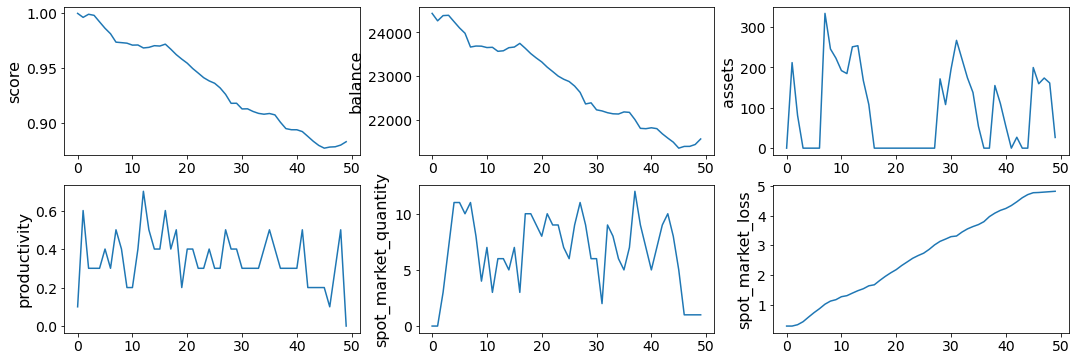 score
1.00
0.95
0.90
0 10 20 30 40 50
balance
24000
23000
22000
0 10 20 30 40 50
assets
300
200
100
0
0 10 20 30 40 50
productivity
0.6
0.4
0.2
0.0
0 10 20 30 40 50
spot_market_quantity
10
5
0
0 10 20 30 40 50
spot_market_loss
5
4
3
2
1
0 10 20 30 40 50